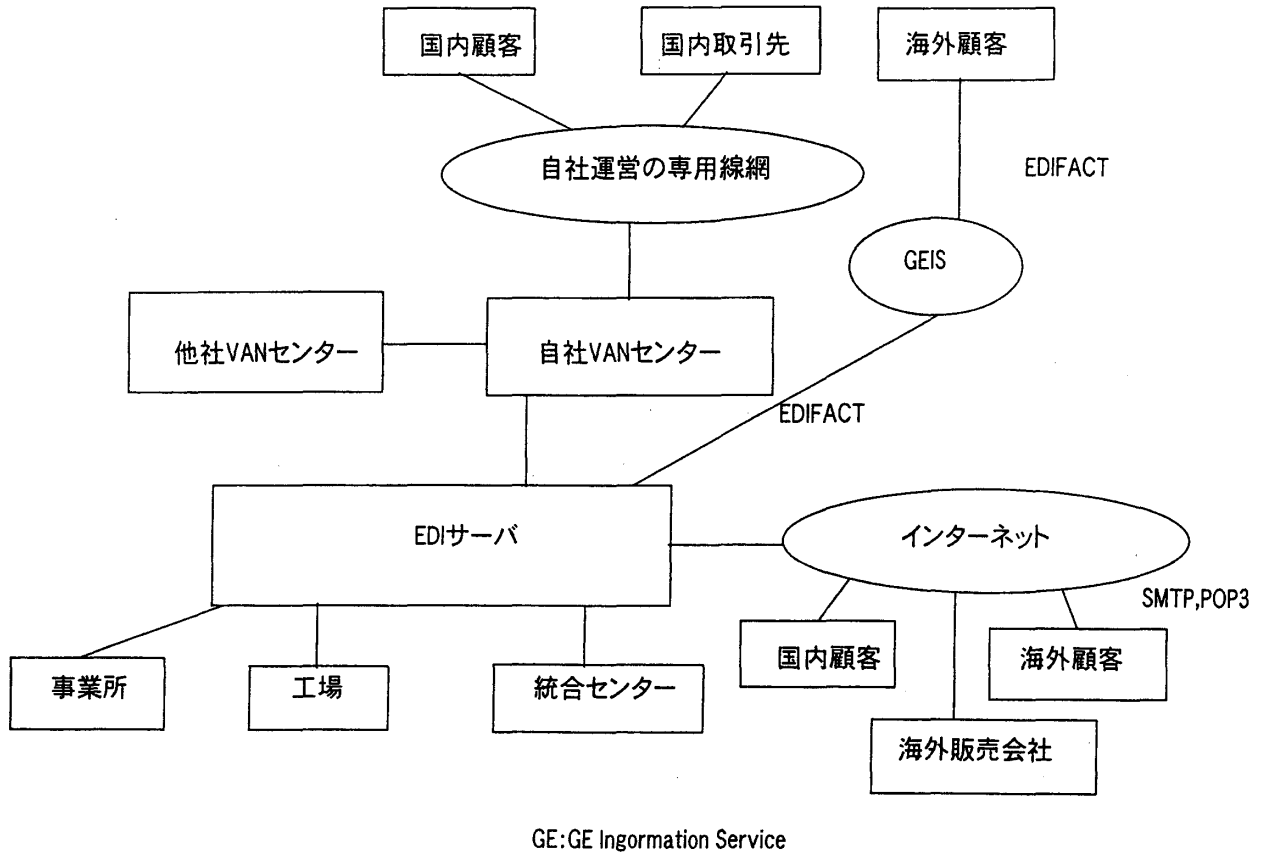 国内顧客
国内取引先
海外顧客
自社運営の専用線網
EDIFACT
GEIS
他社VANセンター
自社VANセンター
EDIFACT
EDIサーバ
インターネット
SMTP,POP3
事業所
工場
統合センター
国内顧客
海外顧客
海外販売会社
GE:GE Ingormation Service